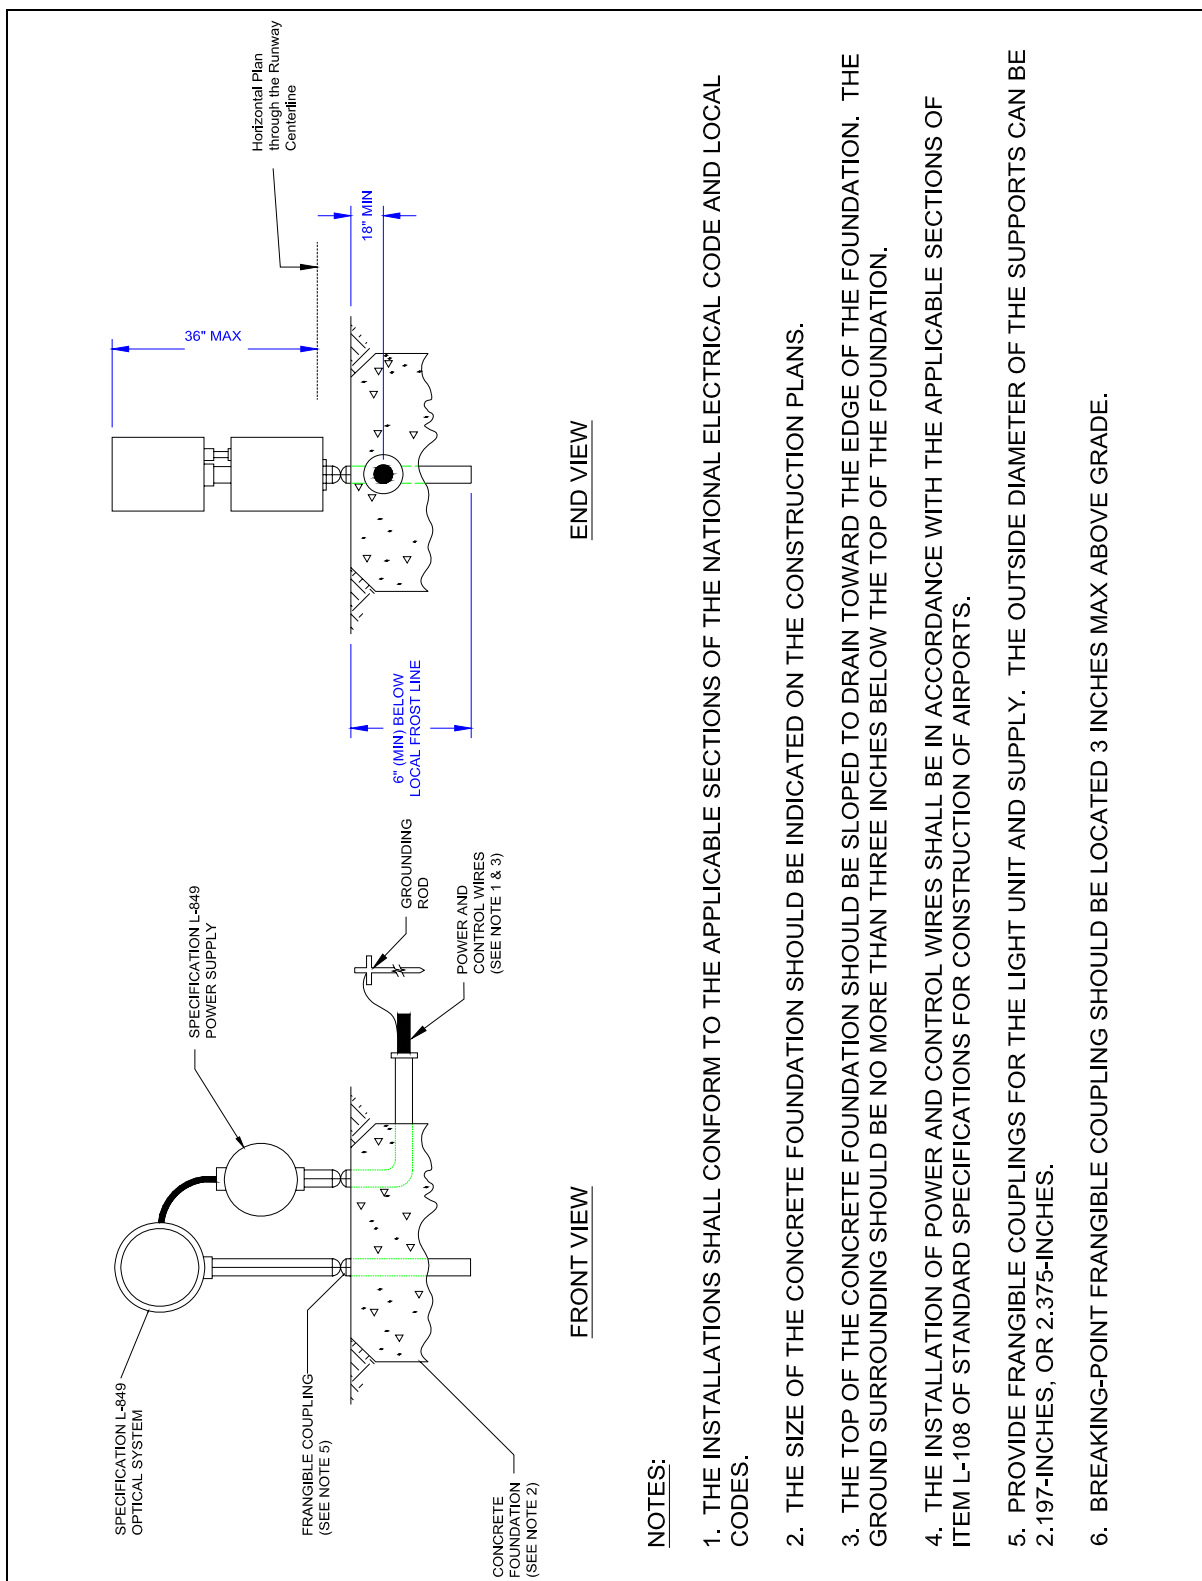 SPECIFICATION L-849
OPTICAL SYSTEM
SPECIFICATION L-849
POWER SUPPLY
FRANGIBLE COUPLING
(SEE NOTE 5)
CONCRETE
FOUNDATION
(SEE NOTE 2)
GROUNDING
ROD
POWER AND
CONTROL WIRES
(SEE NOTE 1 & 3)
FRONT VIEW
36" MAX
Horizontal Plan
through the Runway
Centerline
18" MIN
6" (MIN) BELOW
LOCAL FROST LINE
END VIEW
NOTES:
1. THE INSTALLATIONS SHALL CONFORM TO THE APPLICABLE SECTIONS OF THE NATIONAL ELECTRICAL CODE AND LOCAL
CODES.
2. THE SIZE OF THE CONCRETE FOUNDATION SHOULD BE INDICATED ON THE CONSTRUCTION PLANS.
3. THE TOP OF THE CONCRETE FOUNDATION SHOULD BE SLOPED TO DRAIN TOWARD THE EDGE OF THE FOUNDATION. THE
GROUND SURROUNDING SHOULD BE NO MORE THAN THREE INCHES BELOW THE TOP OF THE FOUNDATION.
4. THE INSTALLATION OF POWER AND CONTROL WIRES SHALL BE IN ACCORDANCE WITH THE APPLICABLE SECTIONS OF
ITEM L-108 OF STANDARD SPECIFICATIONS FOR CONSTRUCTION OF AIRPORTS.
5. PROVIDE FRANGIBLE COUPLINGS FOR THE LIGHT UNIT AND SUPPLY. THE OUTSIDE DIAMETER OF THE SUPPORTS CAN BE
2.197-INCHES, OR 2.375-INCHES.
6. BREAKING-POINT FRANGIBLE COUPLING SHOULD BE LOCATED 3 INCHES MAX ABOVE GRADE.